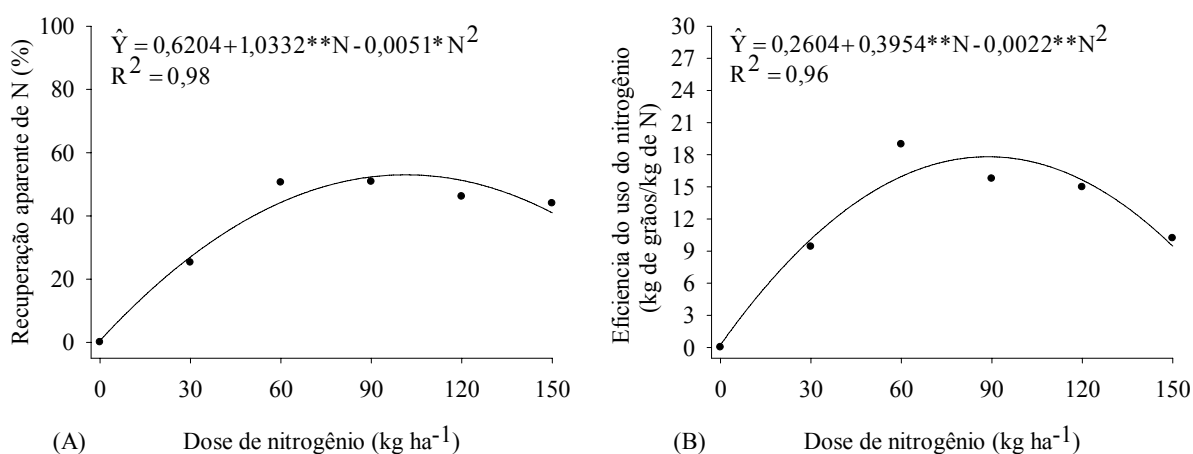 Ŷ = 0,6204+1,0332**N-0,0051* N²
R² = 0,98
Recuperação aparente de N (%)
100
80
60
40
20
0
0 30 60 90 120 150
(A) Dose de nitrogênio (kg ha⁻¹)
Ŷ = 0,2604+0,3954**N-0,0022**N²
R² = 0,96
Eficiencia do uso do nitrogênio
(kg de grãos/kg de N)
30
27
24
21
18
15
12
9
6
3
0
0 30 60 90 120 150
(B) Dose de nitrogênio (kg ha⁻¹)